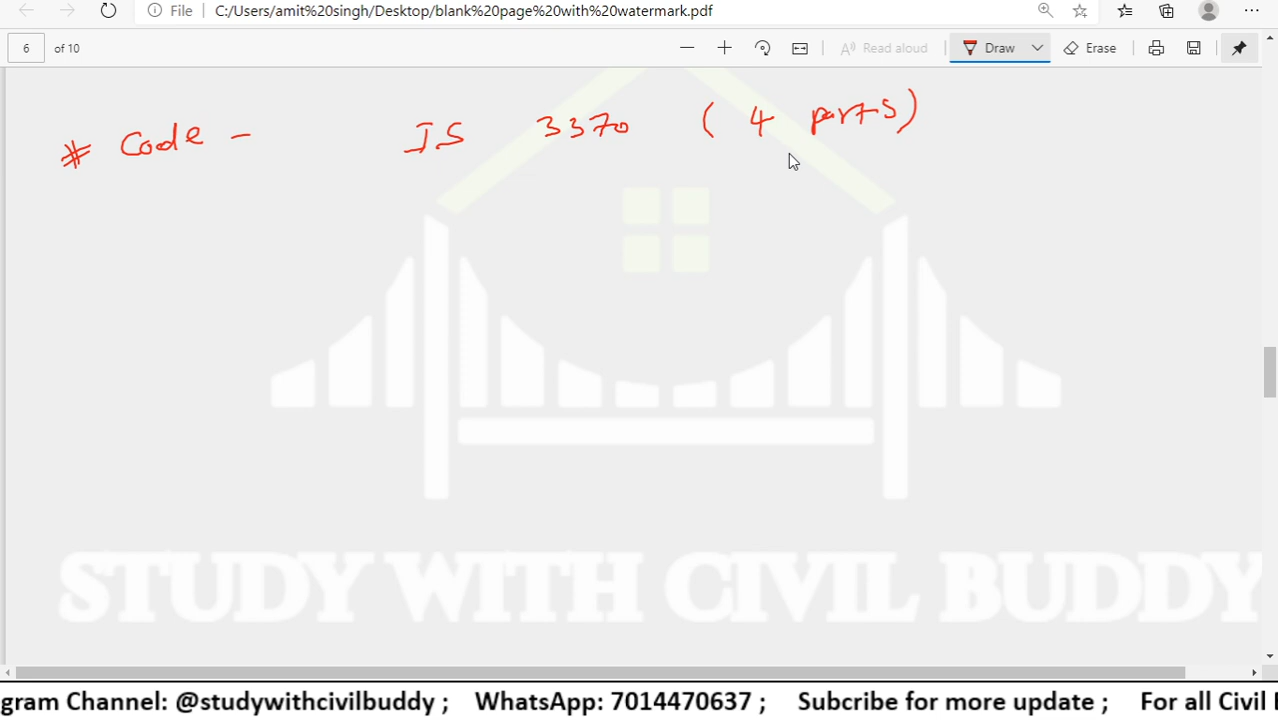 File C:/Users/amit%20singh/Desktop/blank%20page%20with%20watermark.pdf
6 of 10 Read aloud Draw Erase
# Code - IS 3370 ( 4 parts)
STUDY WITH CIVIL BUDDY
gram Channel: @studywithcivilbuddy ; WhatsApp: 7014470637 ; Subcribe for more update ; For all Civil